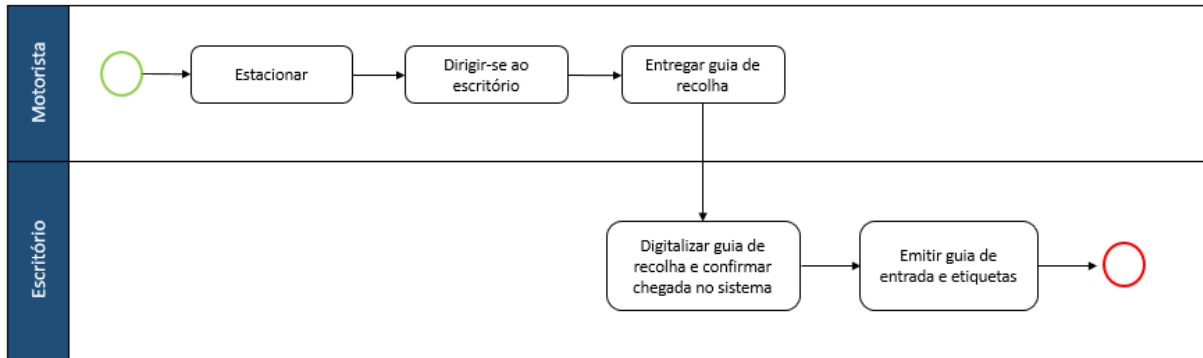 Motorista
Estacionar
Dirigir-se ao
escritório
Entregar guia de
recolha
Escritório
Digitalizar guia de
recolha e confirmar
chegada no sistema
Emitir guia de
entrada e etiquetas